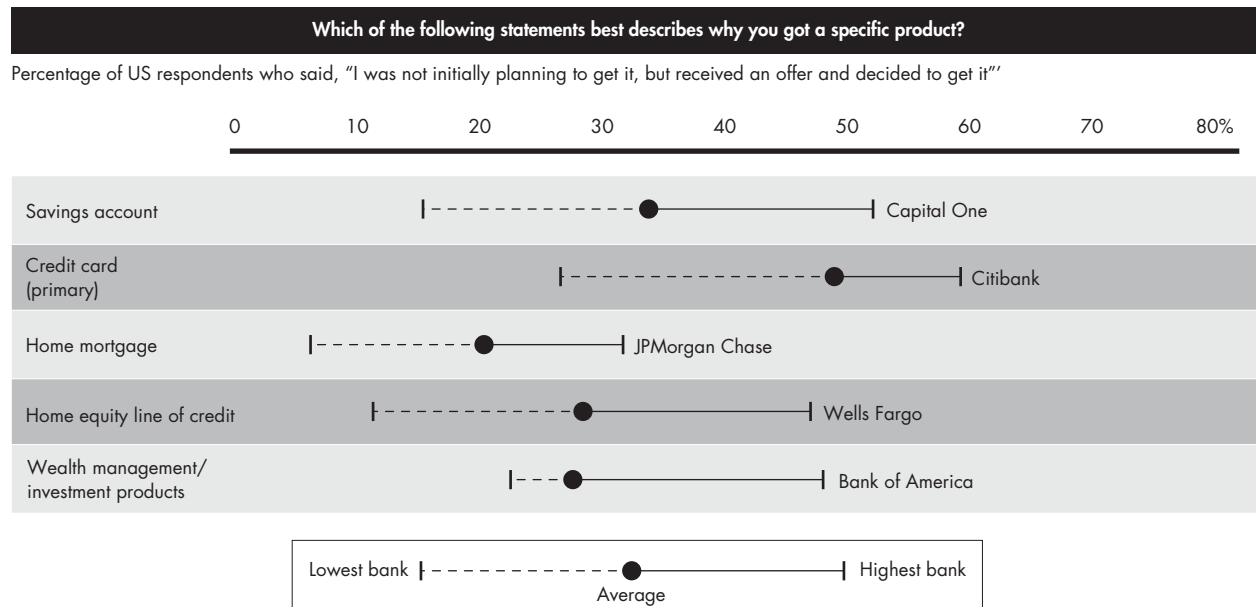 Which of the following statements best describes why you got a specific product?
Percentage of US respondents who said, “I was not initially planning to get it, but received an offer and decided to get it”’
0 10 20 30 40 50 60 70 80%
Savings account Capital One
Credit card
(primary) Citibank
Home mortgage JPMorgan Chase
Home equity line of credit Wells Fargo
Wealth management/
investment products Bank of America
Lowest bank Highest bank
Average